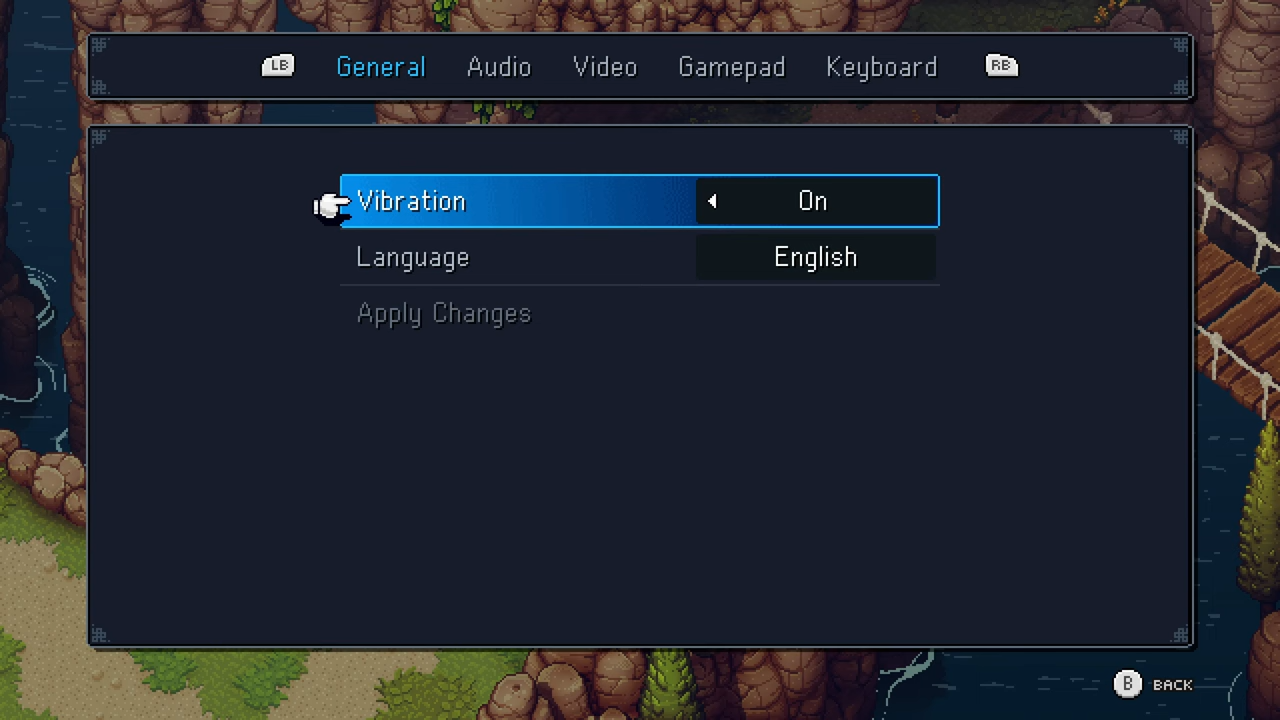 LB General Audio Video Gamepad Keyboard RB
Vibration On
Language English
Apply Changes
B BACK